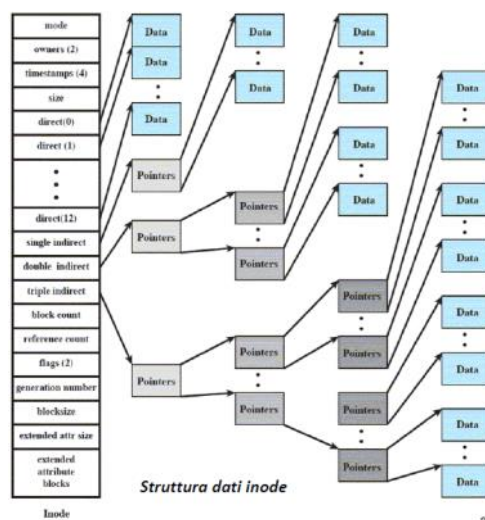 mode
owners (2)
timestamps (4)
size
direct(0)
direct (1)
direct(12)
single indirect
double indirect
triple indirect
block count
reference count
flags (2)
generation number
blocksize
extended attr size
extended
attribute
blocks
Inode
Data
Data
Data
Pointers
Pointers
Pointers
Data
Data
Pointers
Pointers
Pointers
Pointers
Data
Data
Data
Data
Pointers
Pointers
Pointers
Pointers
Data
Data
Data
Data
Data
Data
Data
Data
Struttura dati inode